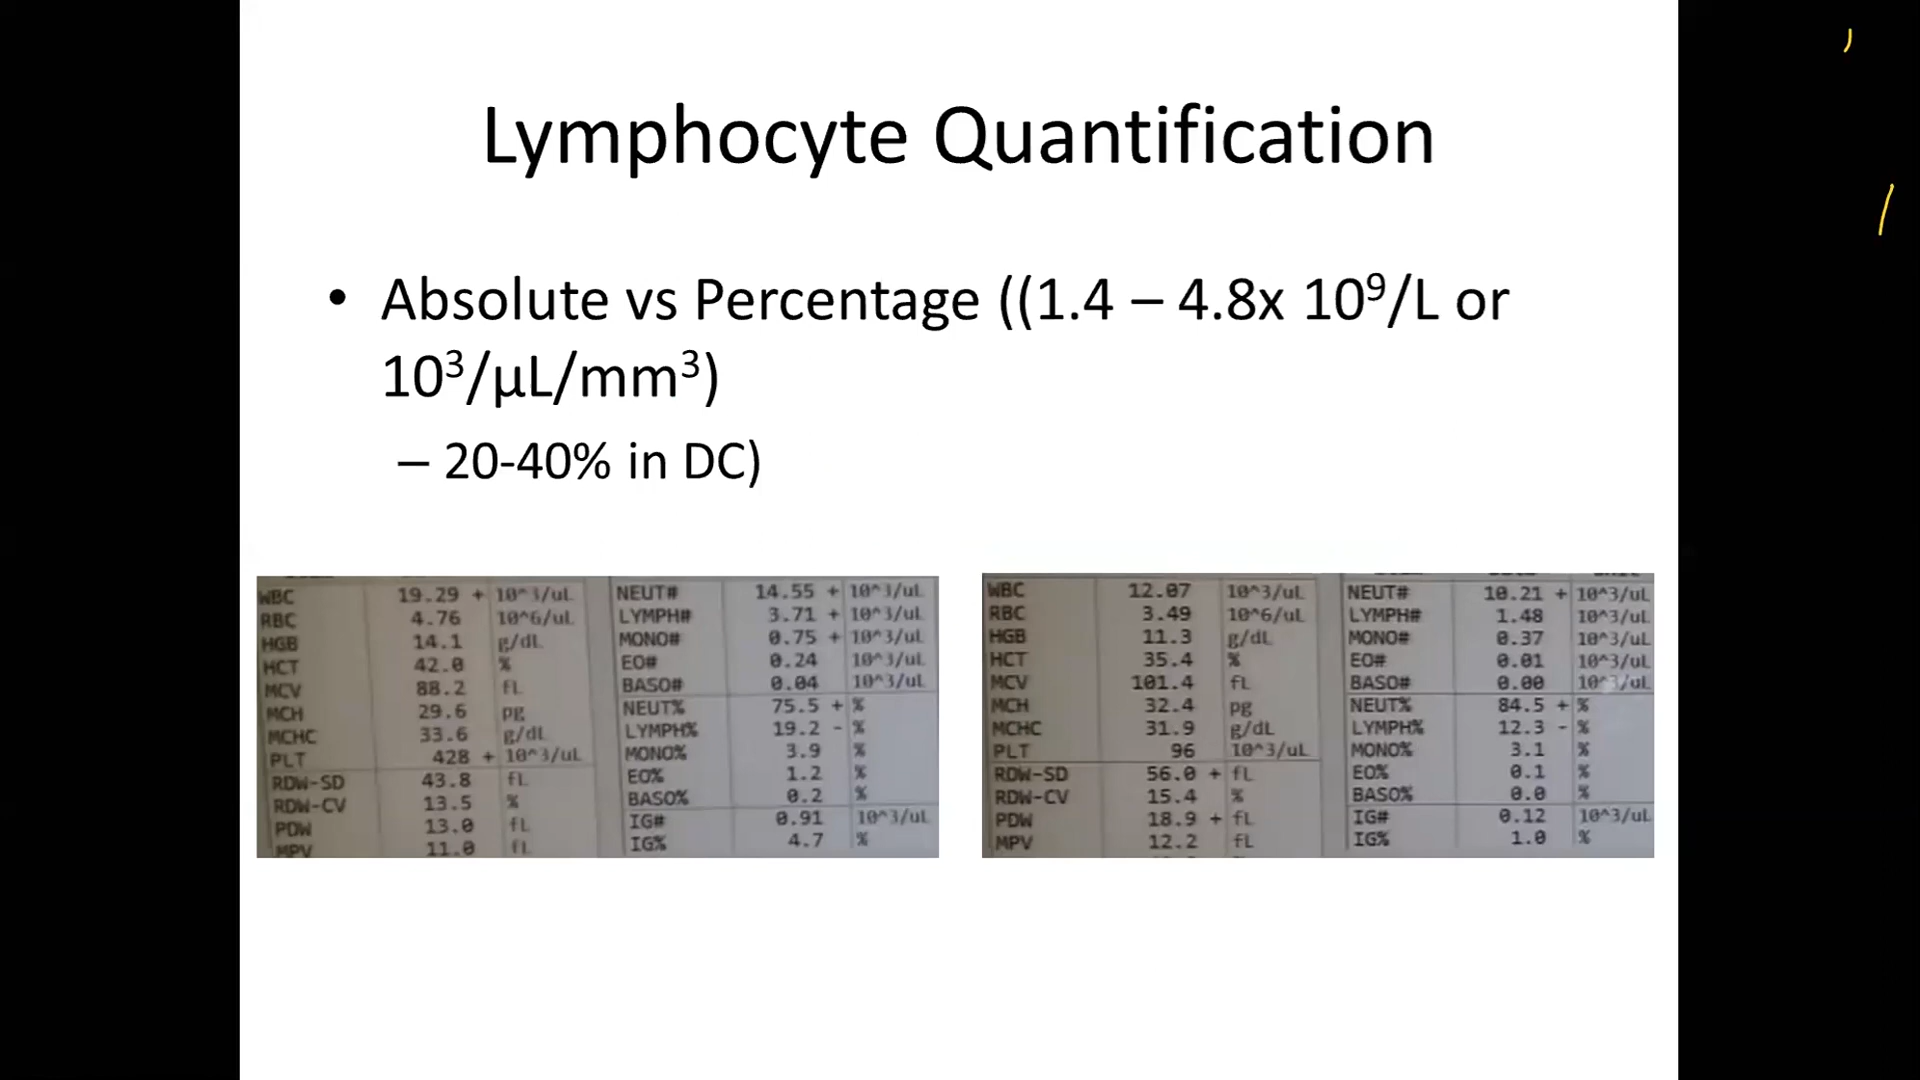 Lymphocyte Quantification
• Absolute vs Percentage ((1.4 – 4.8x 10⁹/L or
10³/µL/mm³)
– 20-40% in DC)
WBC 19.29 + 10^3/uL
RBC 4.76 10^6/uL
HGB 14.1 g/dL
HCT 42.0 %
MCV 88.2 fL
MCH 29.6 pg
MCHC 33.6 g/dL
PLT 428 + 10^3/uL
RDW-SD 43.8 fL
RDW-CV 13.5 %
PDW 13.0 fL
MPV 11.0 fL
NEUT# 14.55 + 10^3/uL
LYMPH# 3.71 + 10^3/uL
MONO# 0.75 + 10^3/uL
EO# 0.24 10^3/uL
BASO# 0.04 10^3/uL
NEUT% 75.5 + %
LYMPH% 19.2 - %
MONO% 3.9 %
EO% 1.2 %
BASO% 0.2 %
IG# 0.91 10^3/uL
IG% 4.7 %
WBC 12.07 10^3/uL
RBC 3.49 10^6/uL
HGB 11.3 g/dL
HCT 35.4 %
MCV 101.4 fL
MCH 32.4 pg
MCHC 31.9 g/dL
PLT 96 10^3/uL
RDW-SD 56.0 + fL
RDW-CV 15.4 %
PDW 18.9 + fL
MPV 12.2 fL
NEUT# 10.21 + 10^3/uL
LYMPH# 1.48 10^3/uL
MONO# 0.37 10^3/uL
EO# 0.01 10^3/uL
BASO# 0.00 10^3/uL
NEUT% 84.5 + %
LYMPH% 12.3 - %
MONO% 3.1 %
EO% 0.1 %
BASO% 0.0 %
IG# 0.12 10^3/uL
IG% 1.0 %